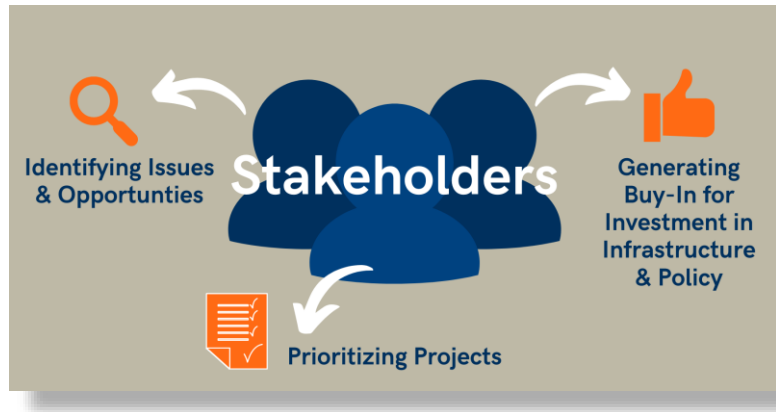 Stakeholders
Identifying Issues
& Opportunties
Generating
Buy-In for
Investment in
Infrastructure
& Policy
Prioritizing Projects